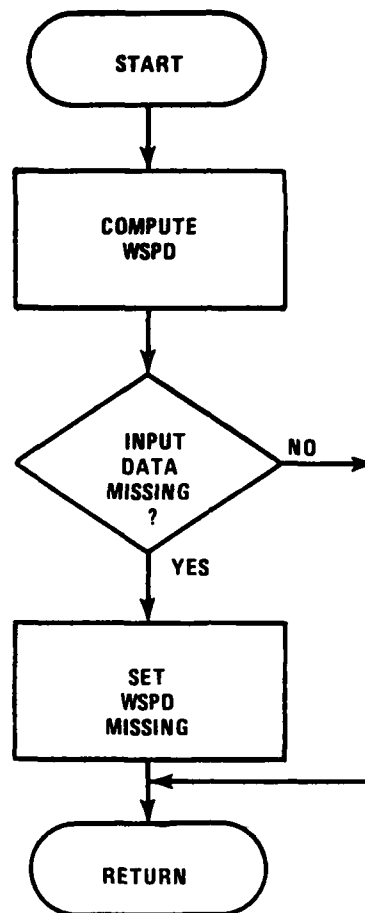 START
COMPUTE
WSPD
INPUT
DATA
MISSING
?
NO
YES
SET
WSPD
MISSING
RETURN